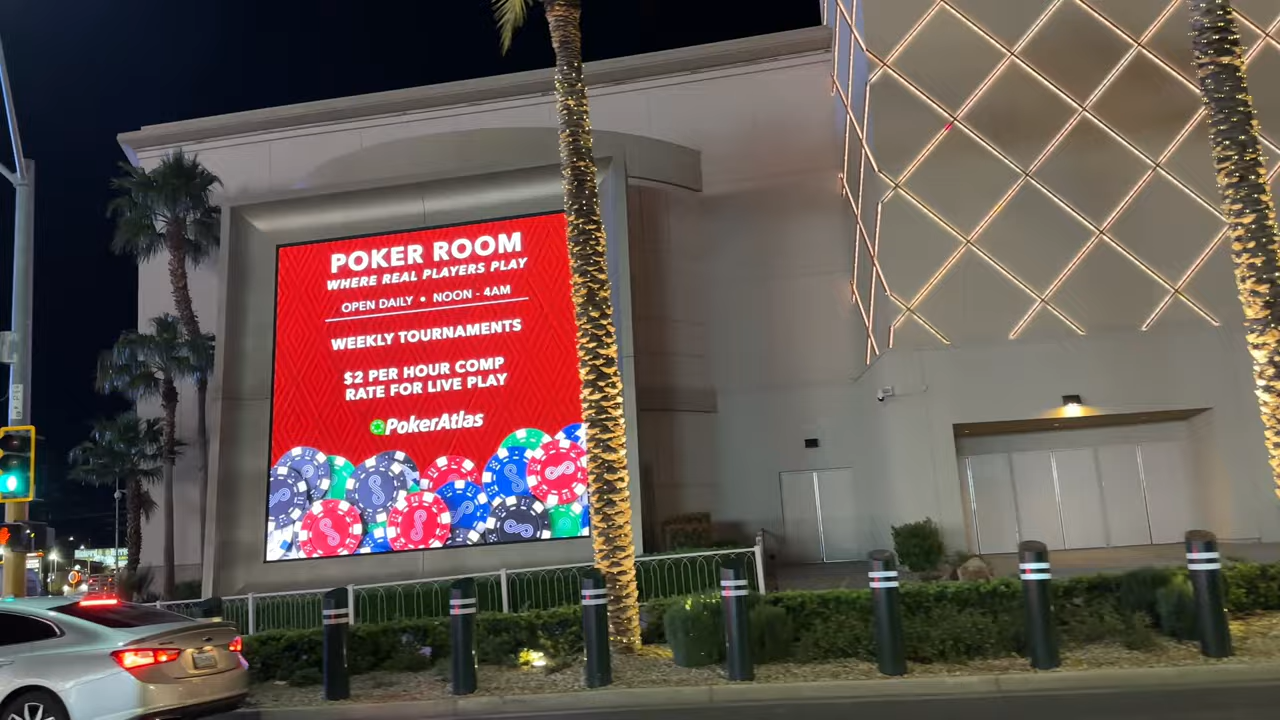 POKER ROOM
WHERE REAL PLAYERS PLAY
OPEN DAILY • NOON - 4AM
WEEKLY TOURNAMENTS
$2 PER HOUR COMP
RATE FOR LIVE PLAY
PokerAtlas